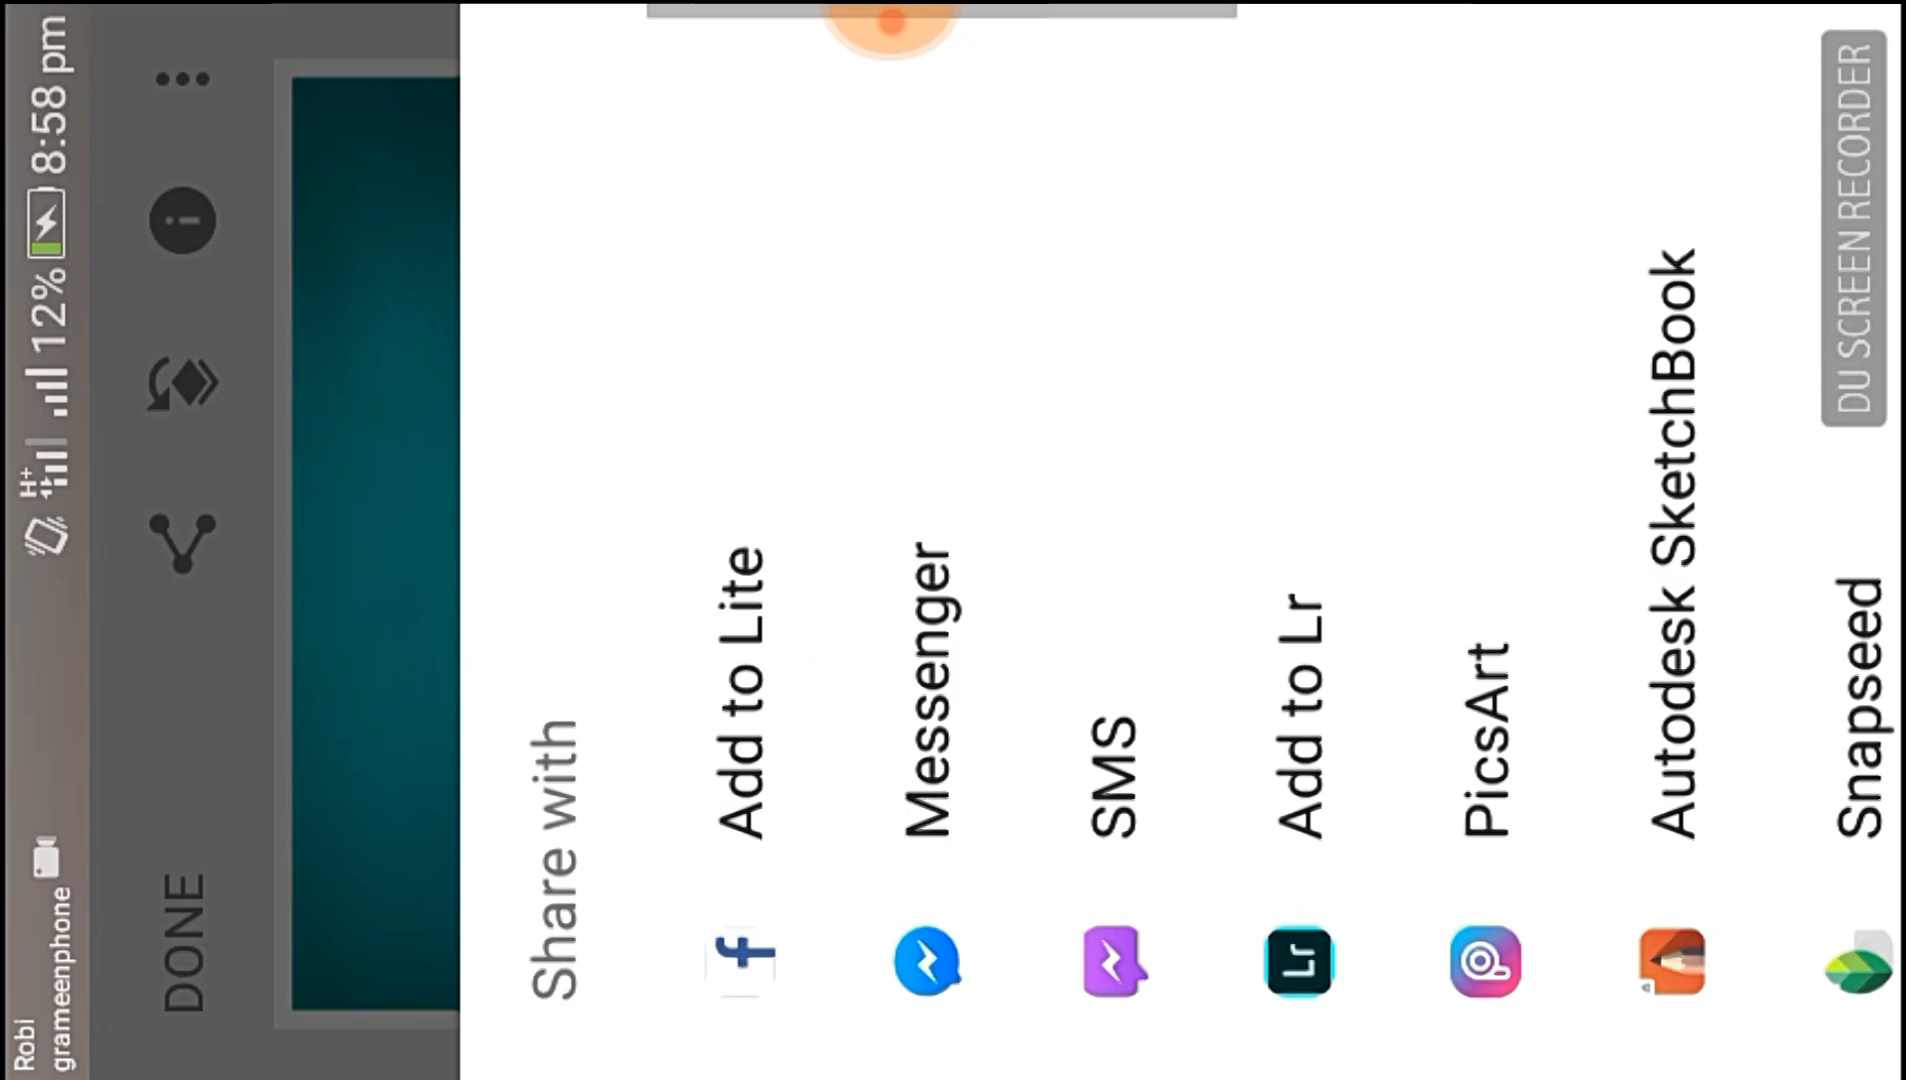 Robi
grameenphone
H+
12%
8:58 pm
DONE
Share with
Add to Lite
Messenger
SMS
Lr
Add to Lr
PicsArt
Autodesk SketchBook
Snapseed
DU SCREEN RECORDER